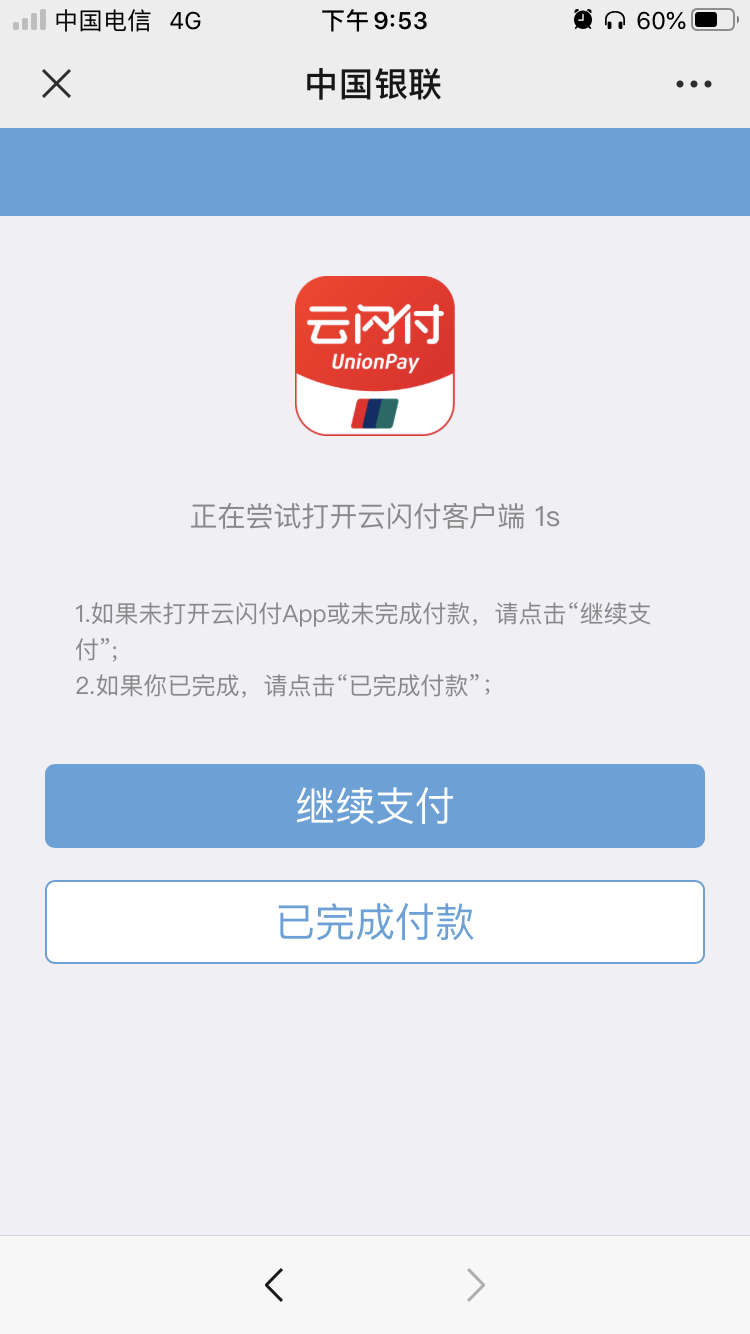 中国电信 4G 下午 9:53 60%
中国银联
云闪付
UnionPay
正在尝试打开云闪付客户端 1s
1.如果未打开云闪付App或未完成付款，请点击“继续支
付”;
2.如果你已完成，请点击“已完成付款”；
继续支付
已完成付款